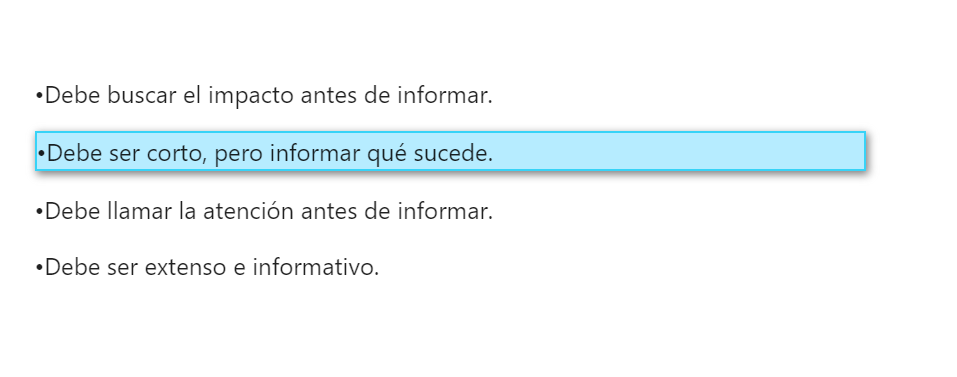 •Debe buscar el impacto antes de informar.
•Debe ser corto, pero informar qué sucede.
•Debe llamar la atención antes de informar.
•Debe ser extenso e informativo.